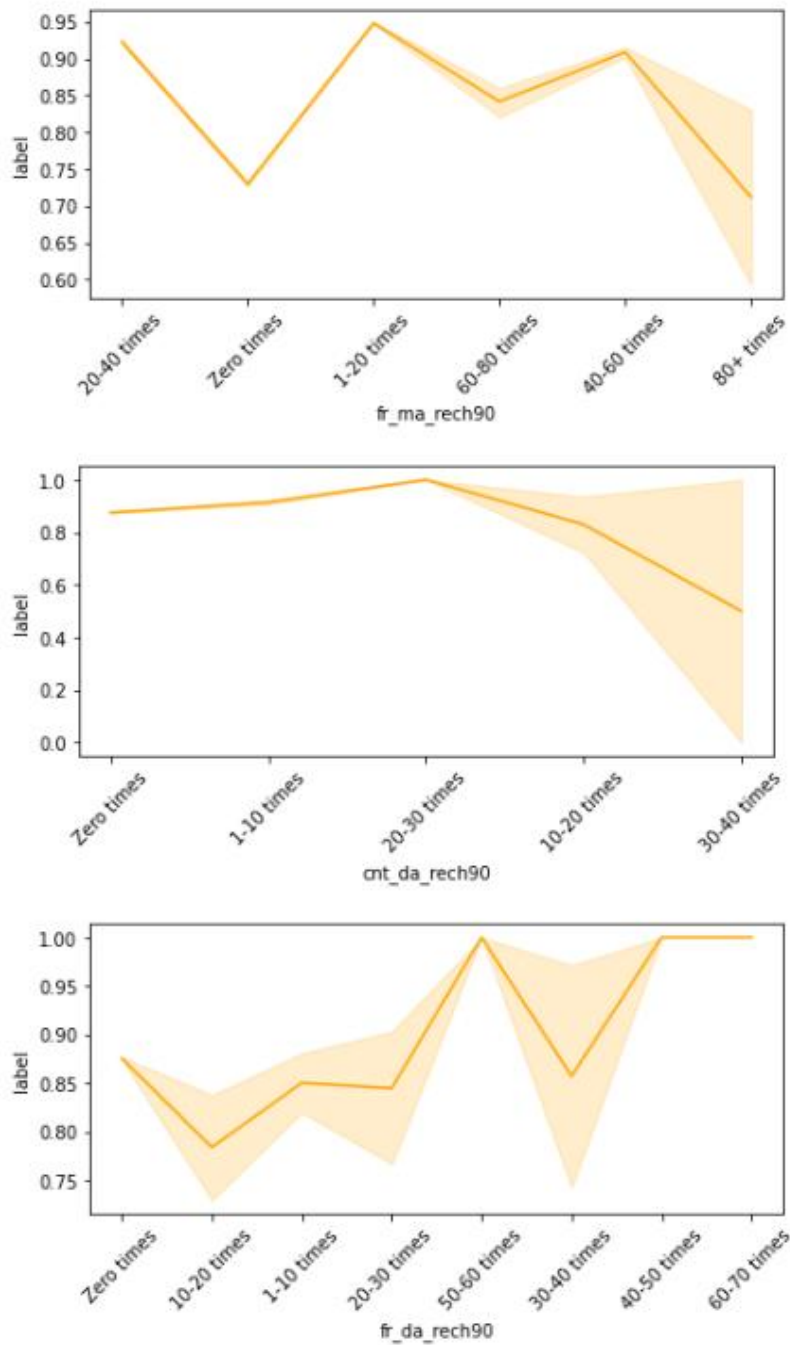 0.95
0.90
0.85
0.80
0.75
0.70
0.65
0.60
label
20-40 times
Zero times
1-20 times
60-80 times
40-60 times
80+ times
fr_ma_rech90
1.0
0.8
0.6
0.4
0.2
0.0
label
Zero times
1-10 times
20-30 times
10-20 times
30-40 times
cnt_da_rech90
1.00
0.95
0.90
0.85
0.80
0.75
label
Zero times
10-20 times
1-10 times
20-30 times
50-60 times
30-40 times
40-50 times
60-70 times
fr_da_rech90